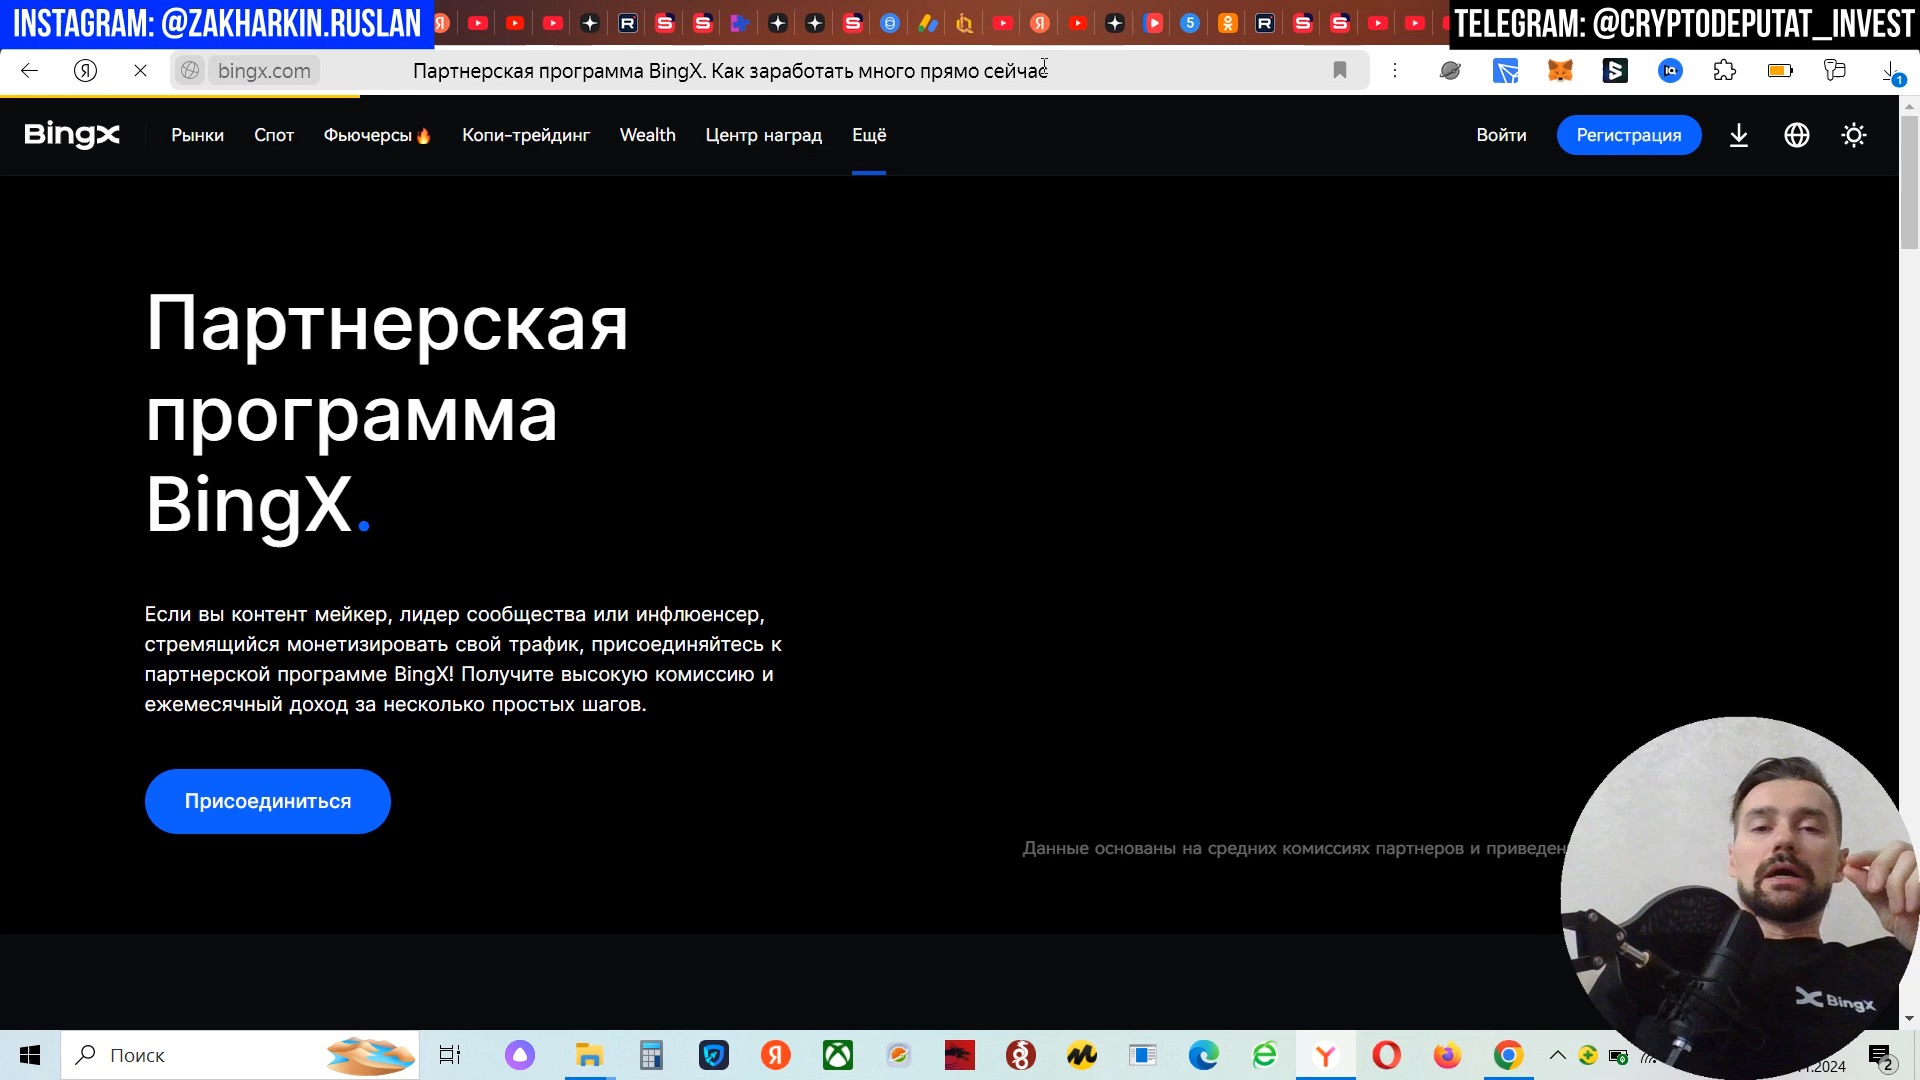 INSTAGRAM: @ZAKHARKIN.RUSLAN
TELEGRAM: @CRYPTODEPUTAT_INVEST
bingx.com
Партнерская программа BingX. Как заработать много прямо сейчас
BingX
Рынки
Спот
Фьючерсы
Копи-трейдинг
Wealth
Центр наград
Ещё
Войти
Регистрация
Партнерская
программа
BingX.
Если вы контент мейкер, лидер сообщества или инфлюенсер,
стремящийся монетизировать свой трафик, присоединяйтесь к
партнерской программе BingX! Получите высокую комиссию и
ежемесячный доход за несколько простых шагов.
Присоединиться
Данные основаны на средних комиссиях партнеров и приведен
BingX
Поиск
2024
2